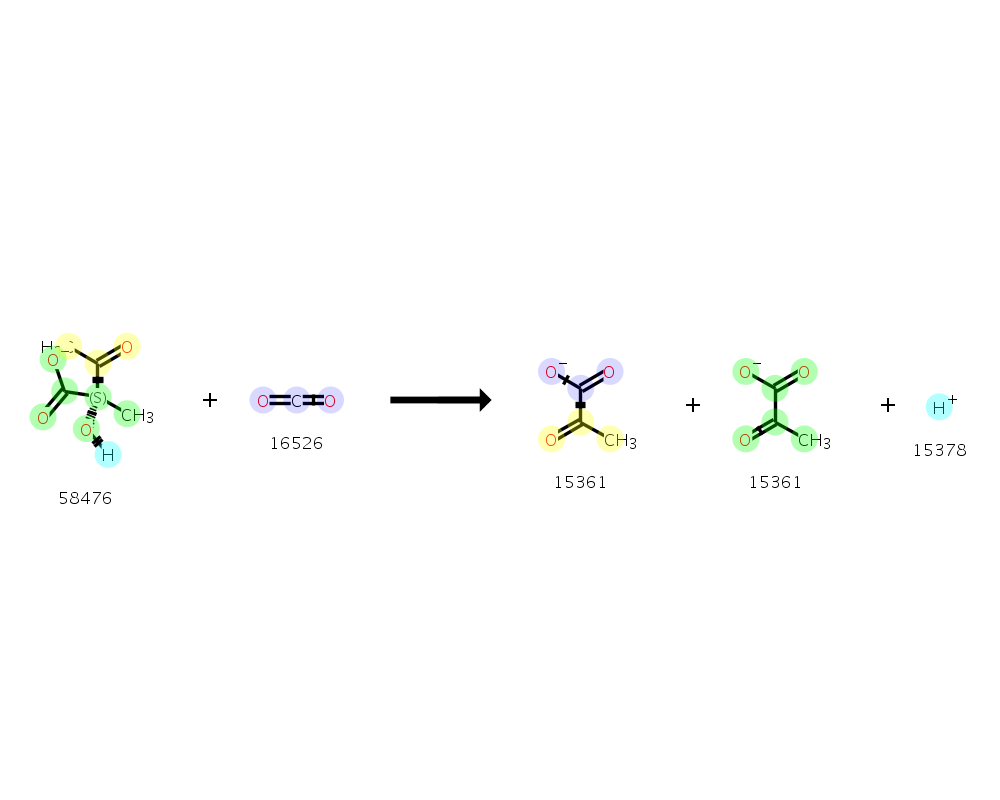 H3C O
O
O S) CH3
O
H
58476
+
O C O
16526
O− O
O CH3
15361
+
O− O
O CH3
15361
+
H+
15378